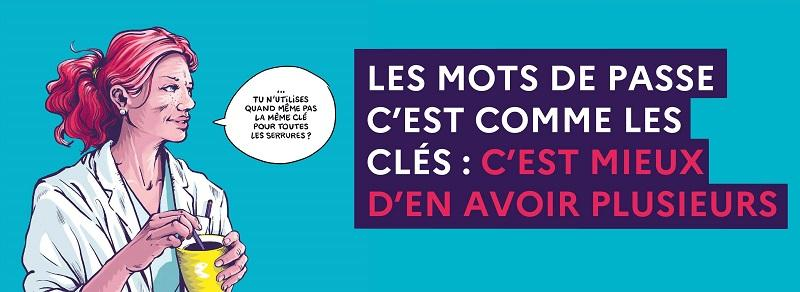 ...
TU N'UTILISES
QUAND MÊME PAS
LA MÊME CLÉ
POUR TOUTES
LES SERRURES ?
LES MOTS DE PASSE
C'EST COMME LES
CLÉS : C'EST MIEUX
D'EN AVOIR PLUSIEURS